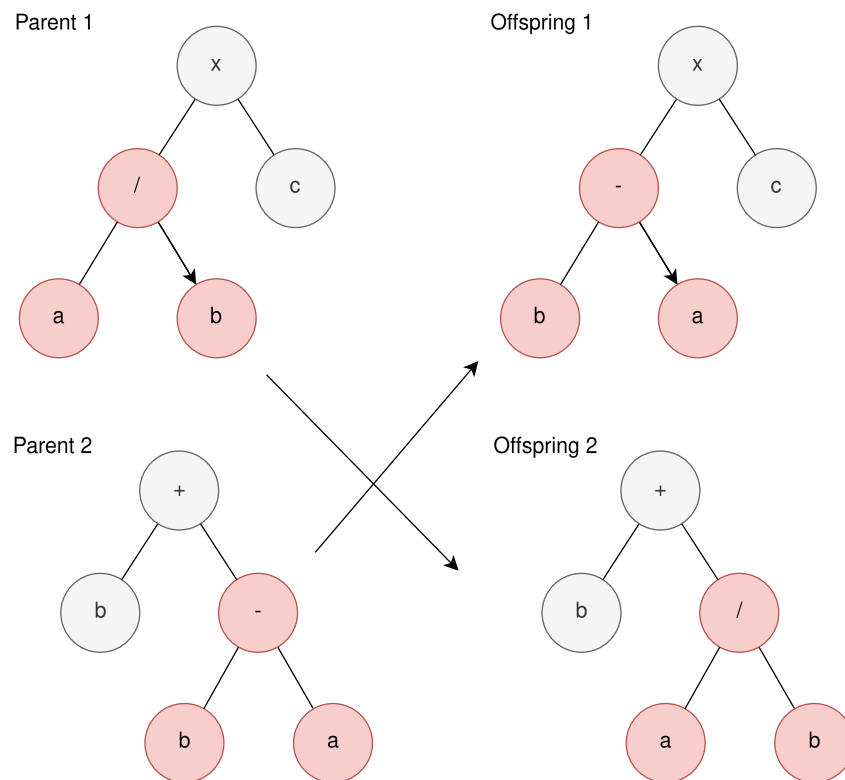 Parent 1
x
/
c
a
b
Offspring 1
x
-
c
b
a
Parent 2
+
b
-
b
a
Offspring 2
+
b
/
a
b